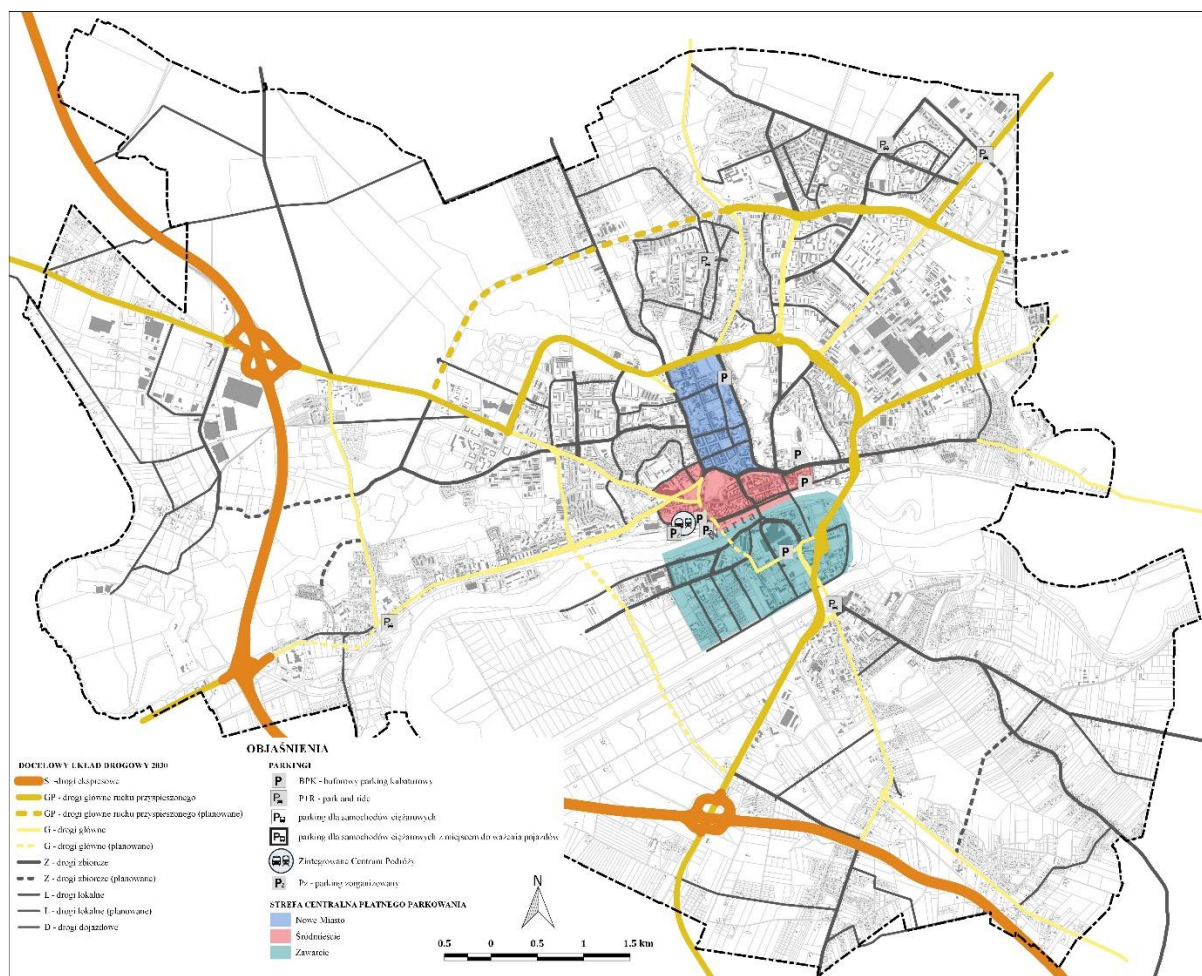 P
P
P
P
P
P
P
P
P
P
P
P
arta
P
OBJAŚNIENIA
DOCELOWY UKŁAD DROGOWY 2030
S - drogi ekspresowe
GP - drogi główne ruchu przyspieszonego
GP - drogi główne ruchu przyspieszonego (planowane)
G - drogi główne
G - drogi główne (planowane)
Z - drogi zbiorcze
Z - drogi zbiorcze (planowane)
L - drogi lokalne
L - drogi lokalne (planowane)
D - drogi dojazdowe
PARKINGI
P BPK - buforowy parking kubaturowy
P P+R - park and ride
P parking dla samochodów ciężarowych
P parking dla samochodów ciężarowych z miejscem do ważenia pojazdów
Zintegrowane Centrum Podróży
Pz Pz - parking zorganizowany
STREFA CENTRALNA PŁATNEGO PARKOWANIA
Nowe Miasto
Śródmieście
Zawarcie
N
0.5 0 0.5 1 1.5 km